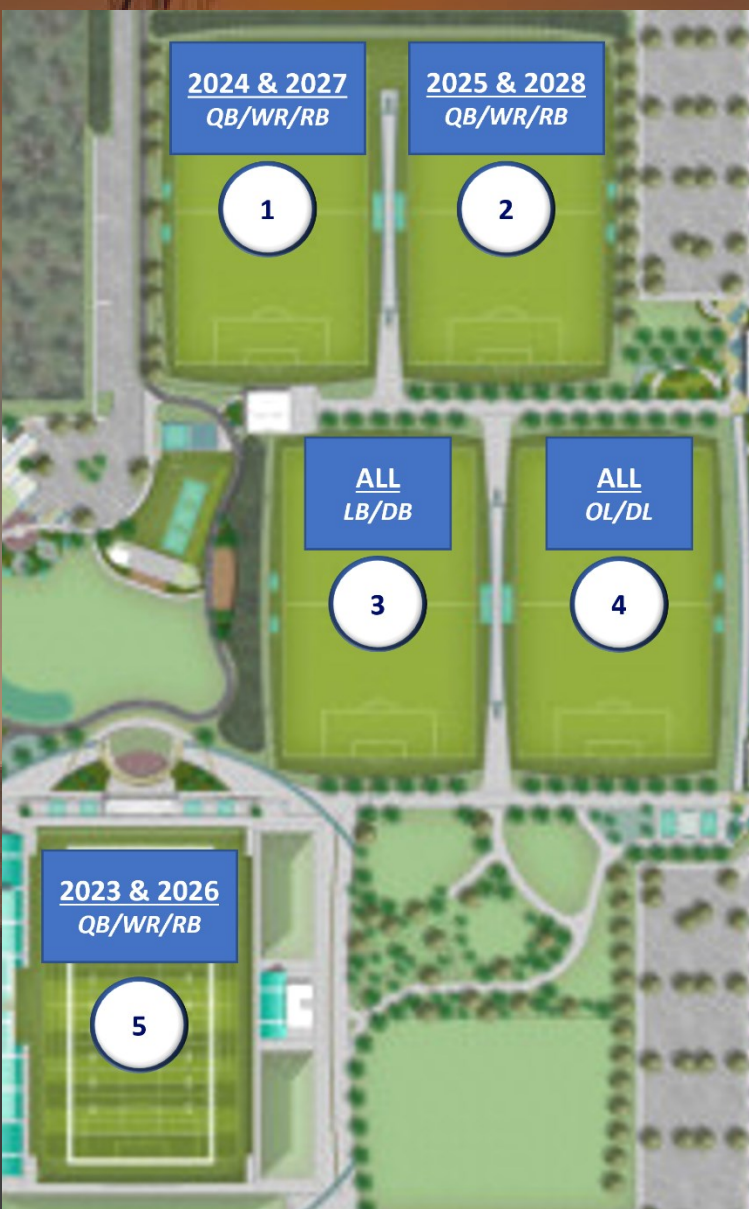 2024 & 2027
QB/WR/RB
1
2025 & 2028
QB/WR/RB
2
ALL
LB/DB
3
ALL
OL/DL
4
2023 & 2026
QB/WR/RB
5